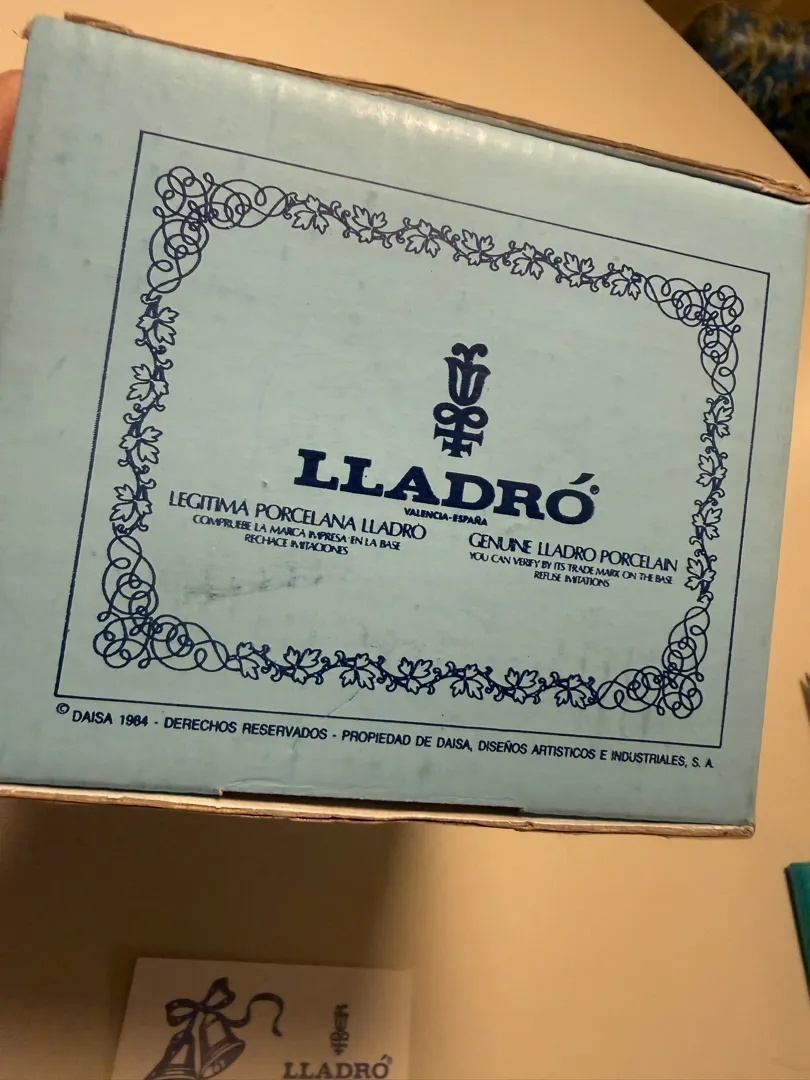 LLADRÓ®
VALENCIA-ESPAÑA
LEGITIMA PORCELANA LLADRO
COMPRUEBE LA MARCA IMPRESA EN LA BASE
RECHACE IMITACIONES
GENUINE LLADRO PORCELAIN
YOU CAN VERIFY BY ITS TRADE MARK ON THE BASE
REFUSE IMITATIONS
© DAISA 1984 - DERECHOS RESERVADOS - PROPIEDAD DE DAISA, DISEÑOS ARTISTICOS E INDUSTRIALES, S. A.
LLADRÓ®